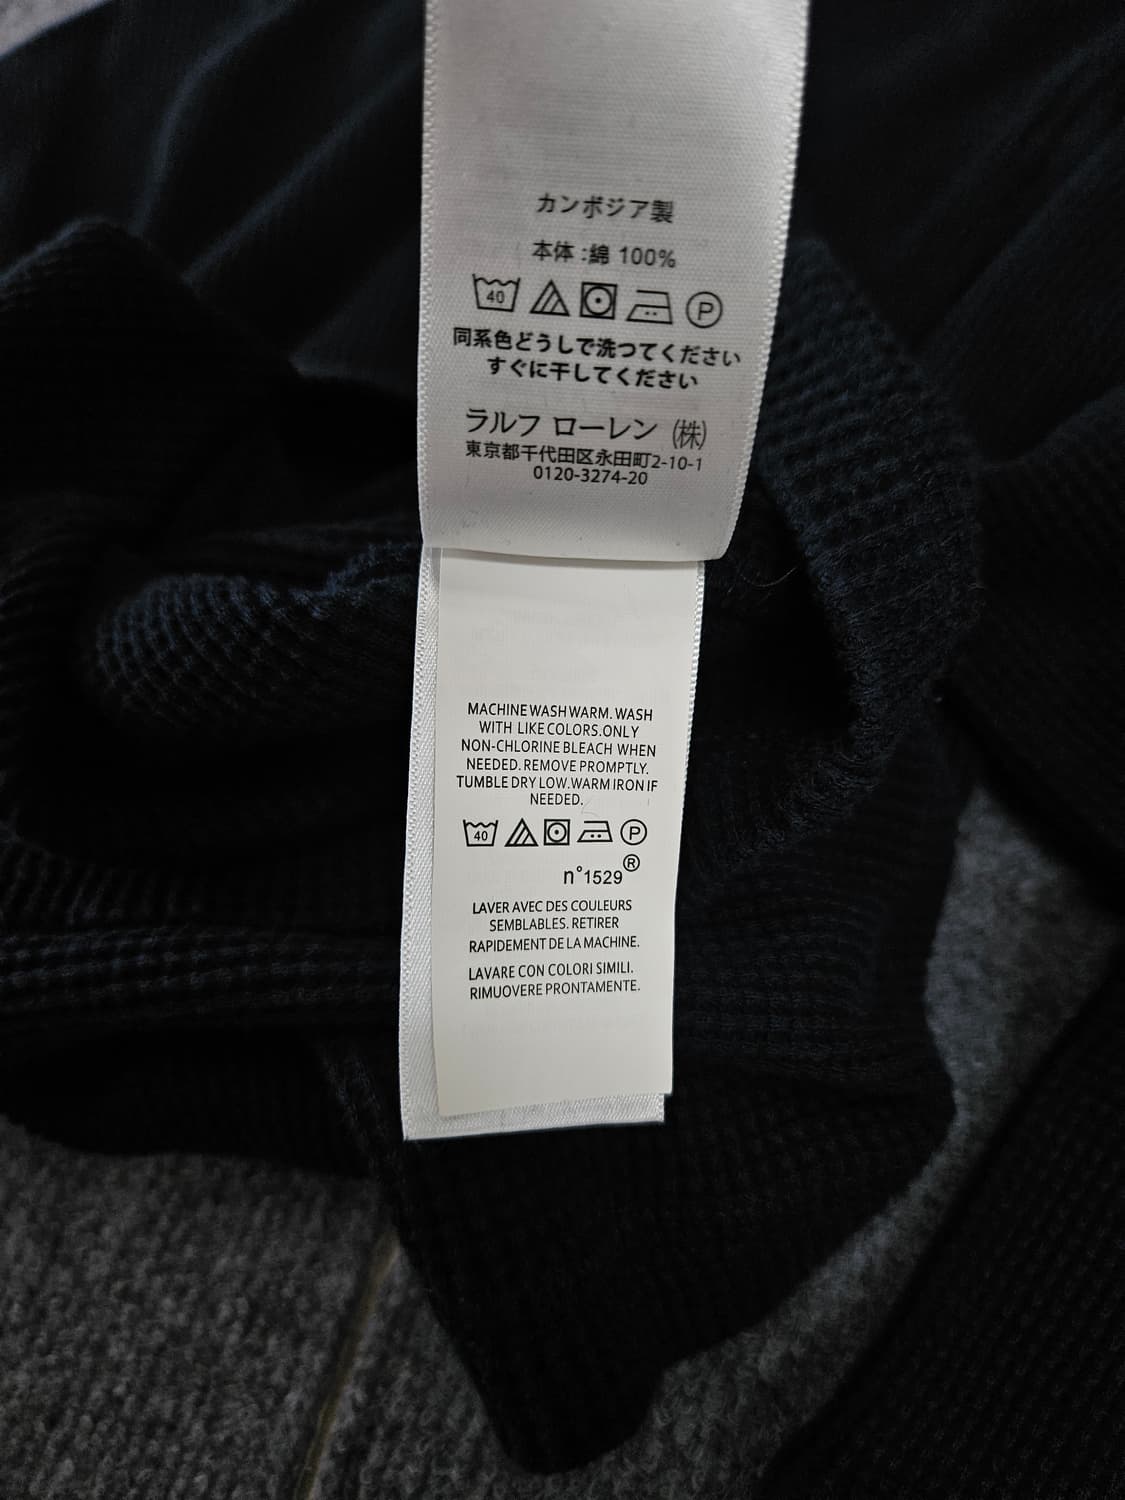 カンボジア製
本体:綿 100%
40 P
同系色どうしで洗つてください
すぐに干してください
ラルフ ローレン (株)
東京都千代田区永田町2-10-1
0120-3274-20
MACHINE WASH WARM. WASH
WITH LIKE COLORS.ONLY
NON-CHLORINE BLEACH WHEN
NEEDED. REMOVE PROMPTLY.
TUMBLE DRY LOW.WARM IRON IF
NEEDED.
40 P
n°1529®
LAVER AVEC DES COULEURS
SEMBLABLES. RETIRER
RAPIDEMENT DE LA MACHINE.
LAVARE CON COLORI SIMILI.
RIMUOVERE PRONTAMENTE.